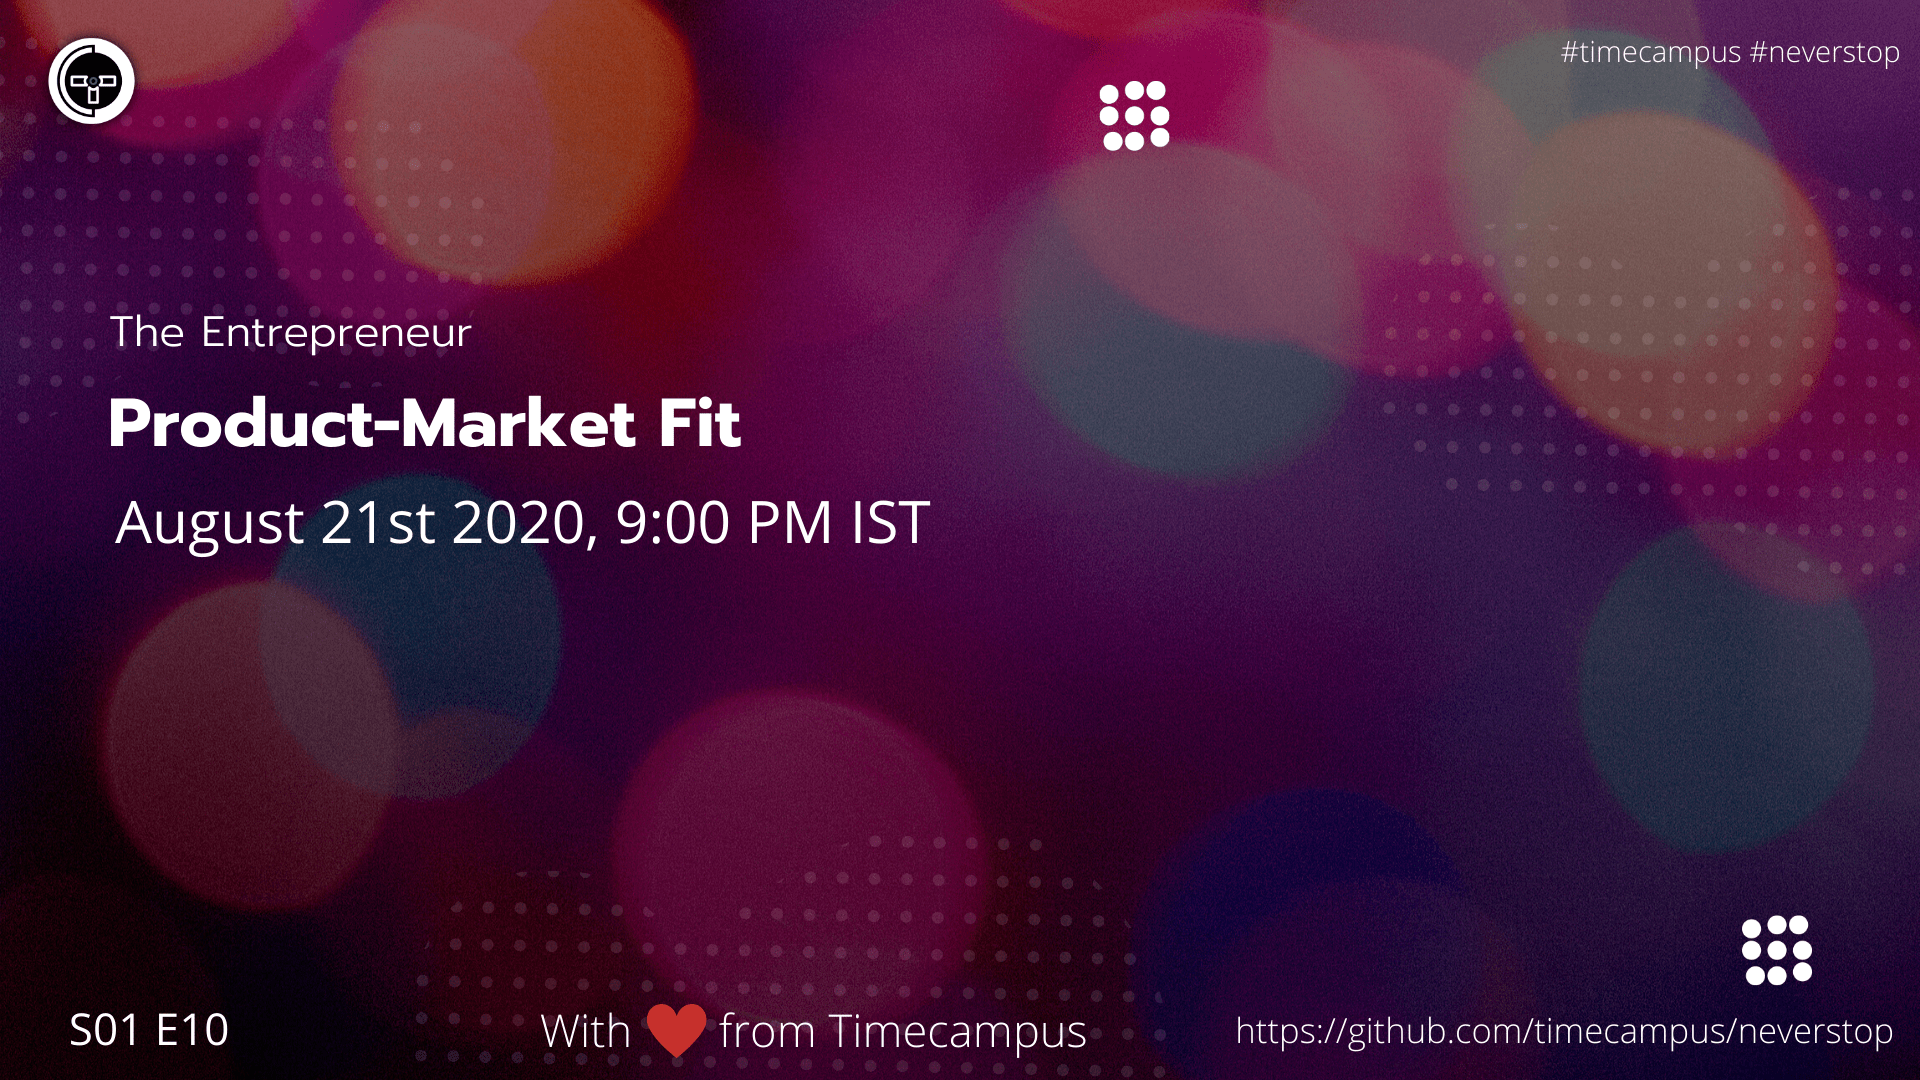 #timecampus #neverstop
The Entrepreneur
Product-Market Fit
August 21st 2020, 9:00 PM IST
S01 E10
With ❤ from Timecampus
https://github.com/timecampus/neverstop